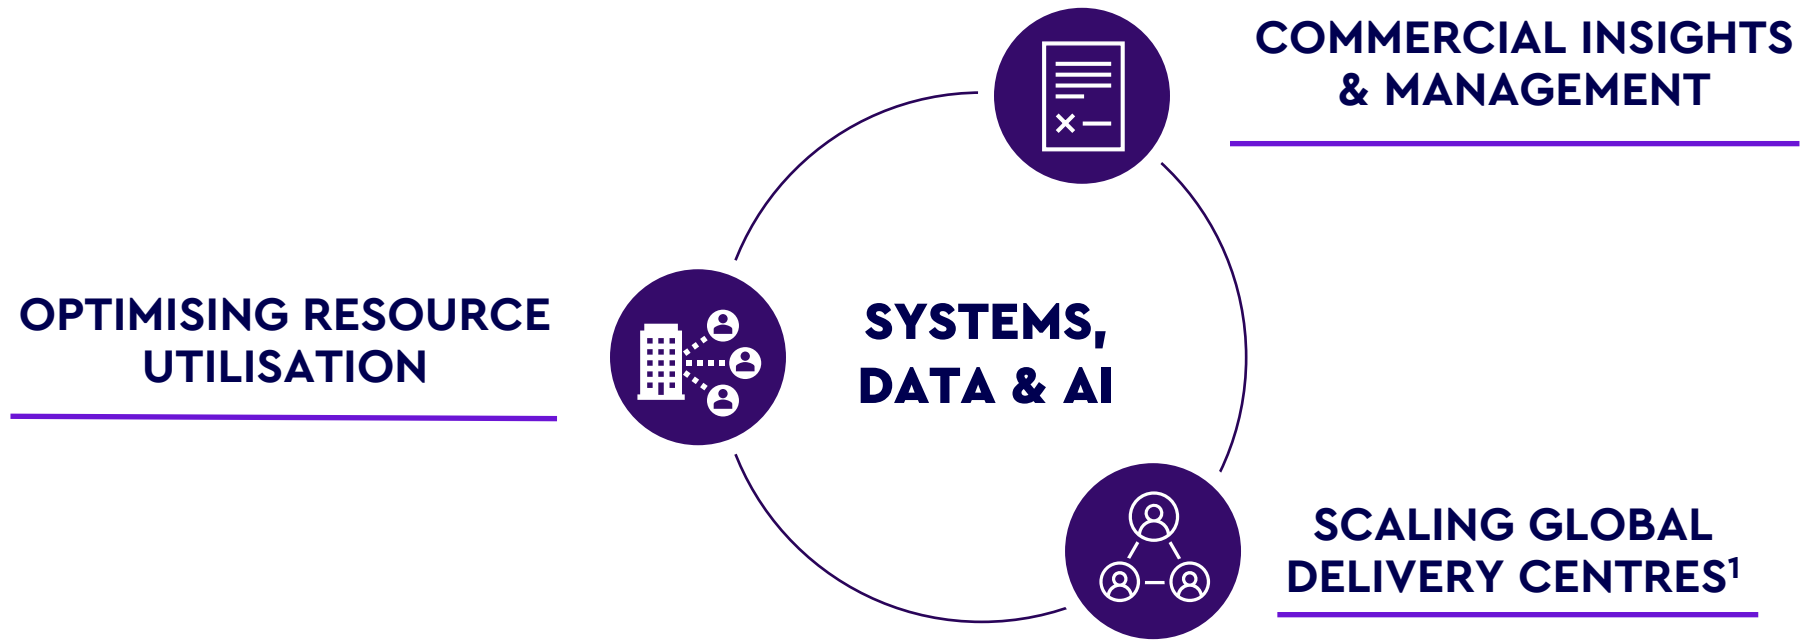 COMMERCIAL INSIGHTS
& MANAGEMENT
OPTIMISING RESOURCE
UTILISATION
SYSTEMS,
DATA & AI
SCALING GLOBAL
DELIVERY CENTRES¹